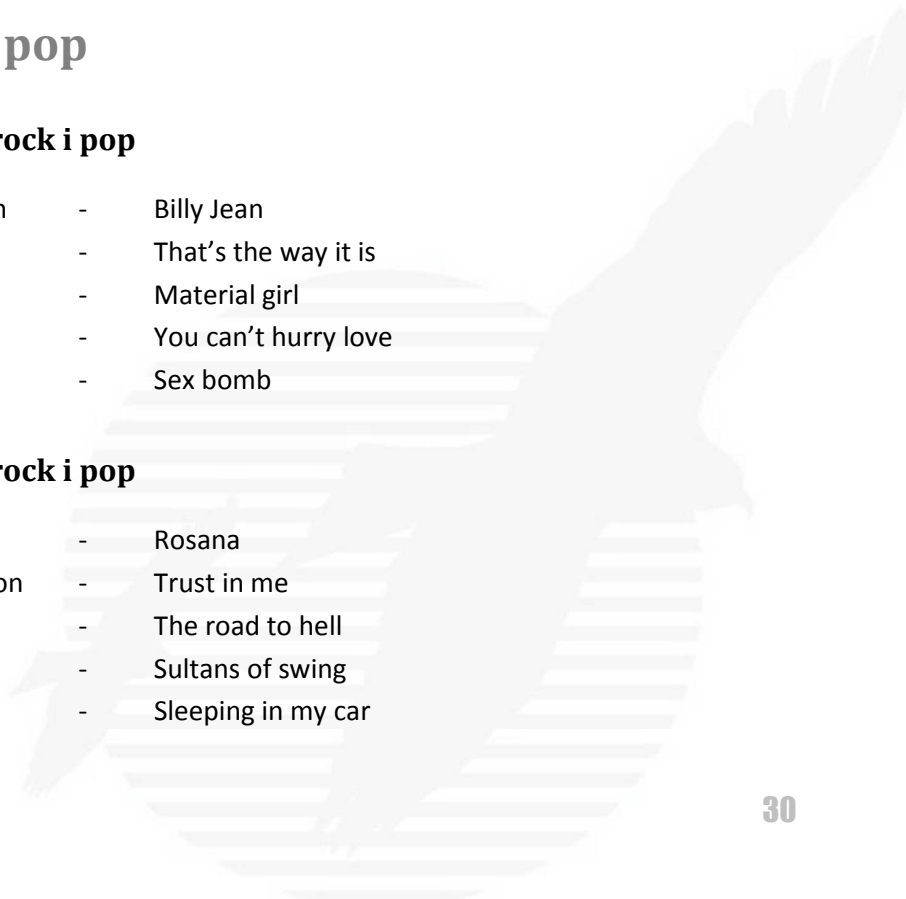 pop
rock i pop
n - Billy Jean
- That's the way it is
- Material girl
- You can't hurry love
- Sex bomb
rock i pop
- Rosana
on - Trust in me
- The road to hell
- Sultans of swing
- Sleeping in my car
30